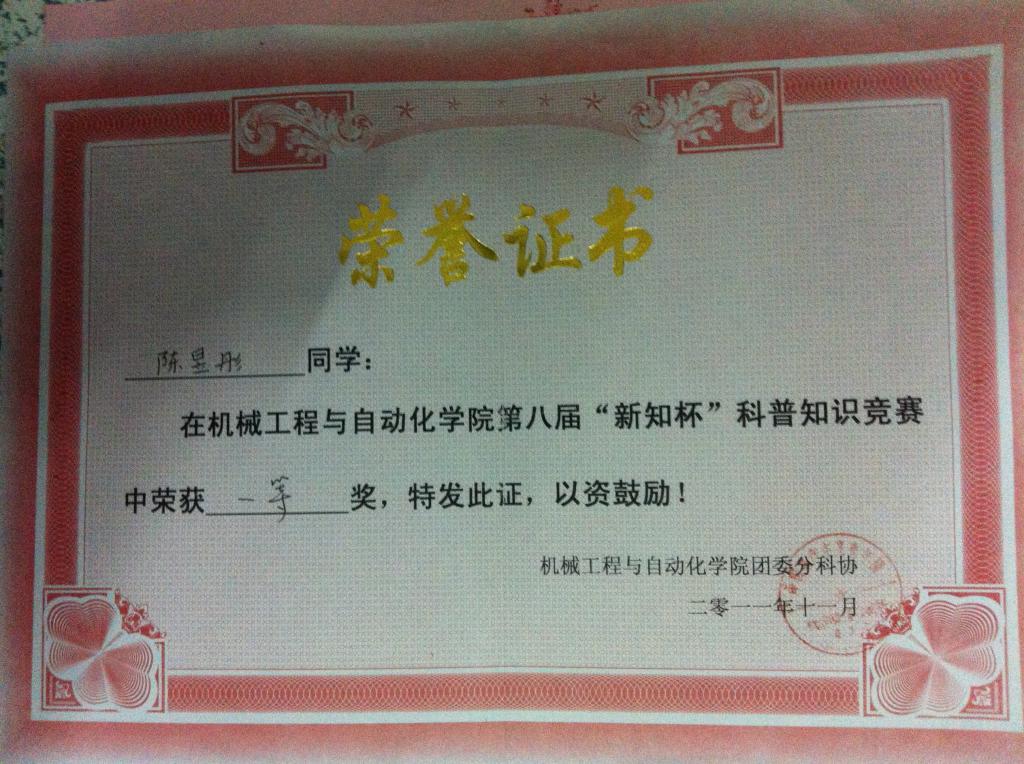 荣誉证书
陈昱彤 同学：
在机械工程与自动化学院第八届“新知杯”科普知识竞赛
中荣获 一等 奖，特发此证，以资鼓励！
机械工程与自动化学院团委分科协
二零一一年十一月